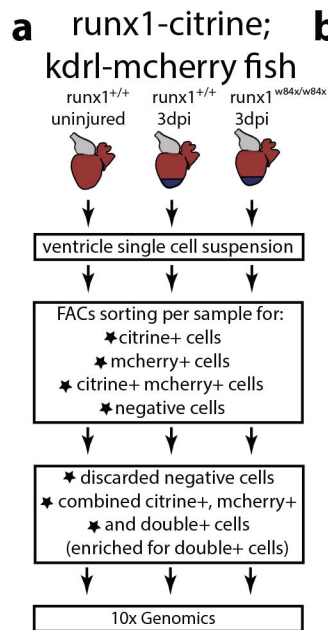 a
b
runx1-citrine;
kdrl-mcherry fish
runx1+/+ runx1+/+ runx1w84x/w84x
uninjured 3dpi 3dpi
ventricle single cell suspension
FACs sorting per sample for:
★citrine+ cells
★mcherry+ cells
★ citrine+ mcherry+ cells
★negative cells
★ discarded negative cells
★ combined citrine+, mcherry+
★ and double+ cells
(enriched for double+ cells)
10x Genomics